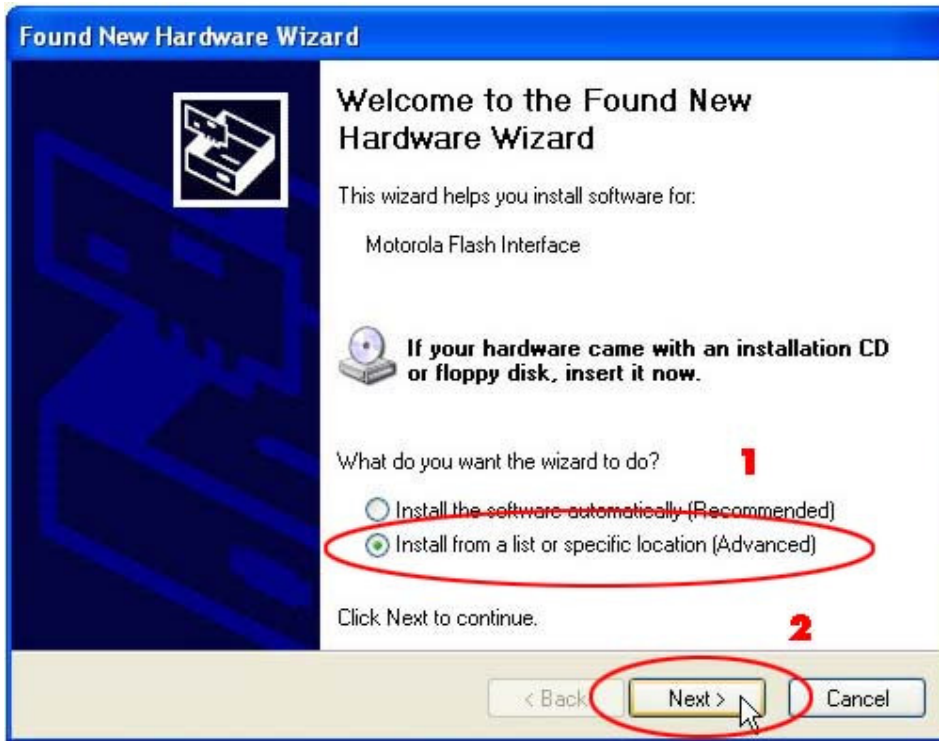 Found New Hardware Wizard
Welcome to the Found New
Hardware Wizard
This wizard helps you install software for:
Motorola Flash Interface
If your hardware came with an installation CD
or floppy disk, insert it now.
What do you want the wizard to do?
1
Install the software automatically (Recommended)
Install from a list or specific location (Advanced)
Click Next to continue.
2
< Back
Next >
Cancel